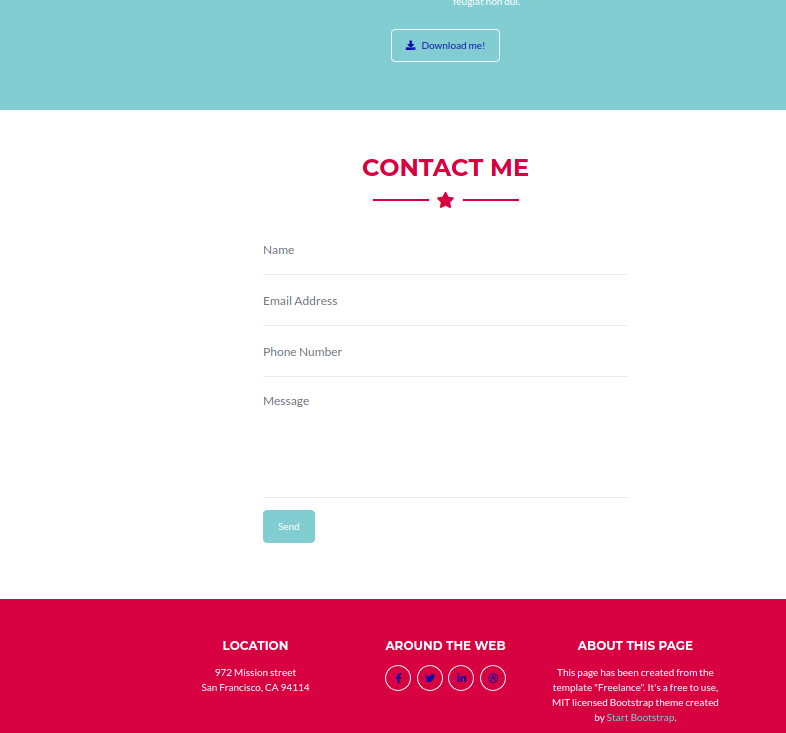 feugiat non dui.
Download me!
CONTACT ME
Name
Email Address
Phone Number
Message
Send
LOCATION
972 Mission street
San Francisco, CA 94114
AROUND THE WEB
ABOUT THIS PAGE
This page has been created from the
template "Freelance". It's a free to use,
MIT licensed Bootstrap theme created
by Start Bootstrap.